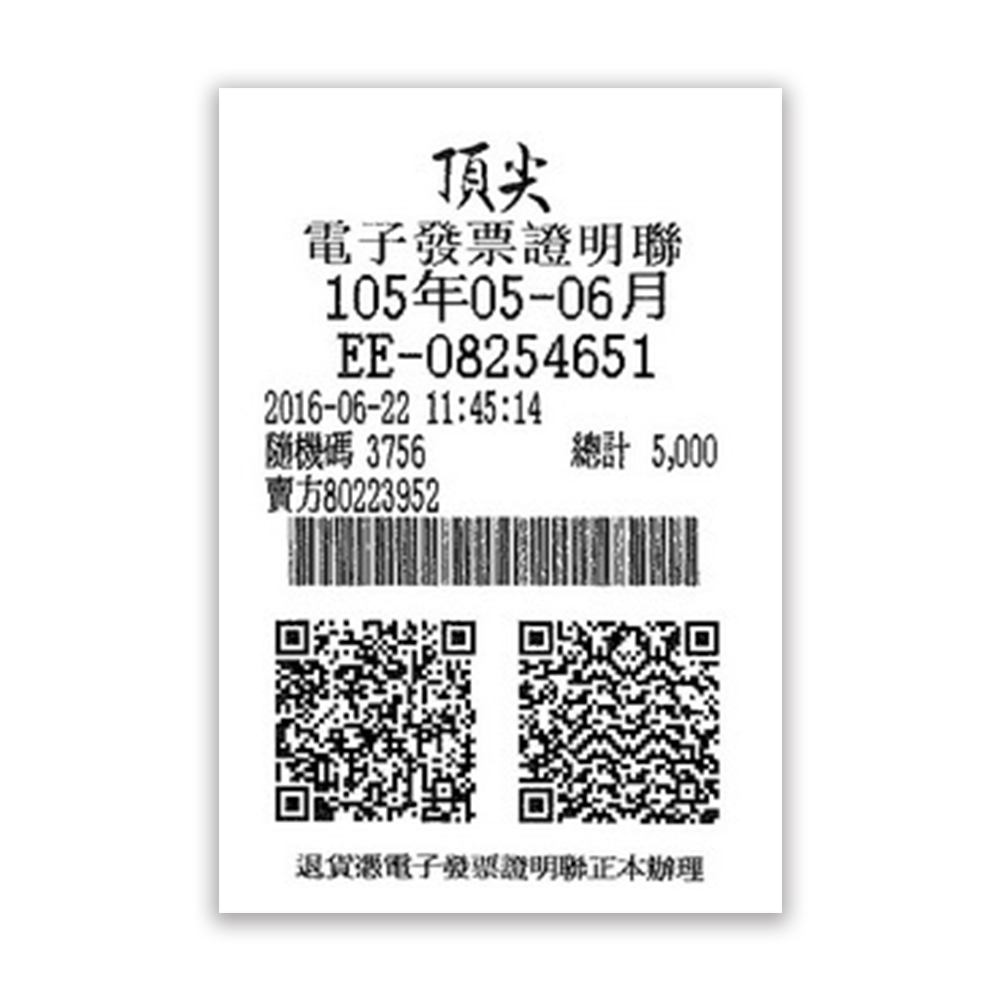 頂尖
電子發票證明聯
105年05-06月
EE-08254651
2016-06-22 11:45:14
隨機碼 3756 總計 5,000
賣方80223952
退貨憑電子發票證明聯正本辦理